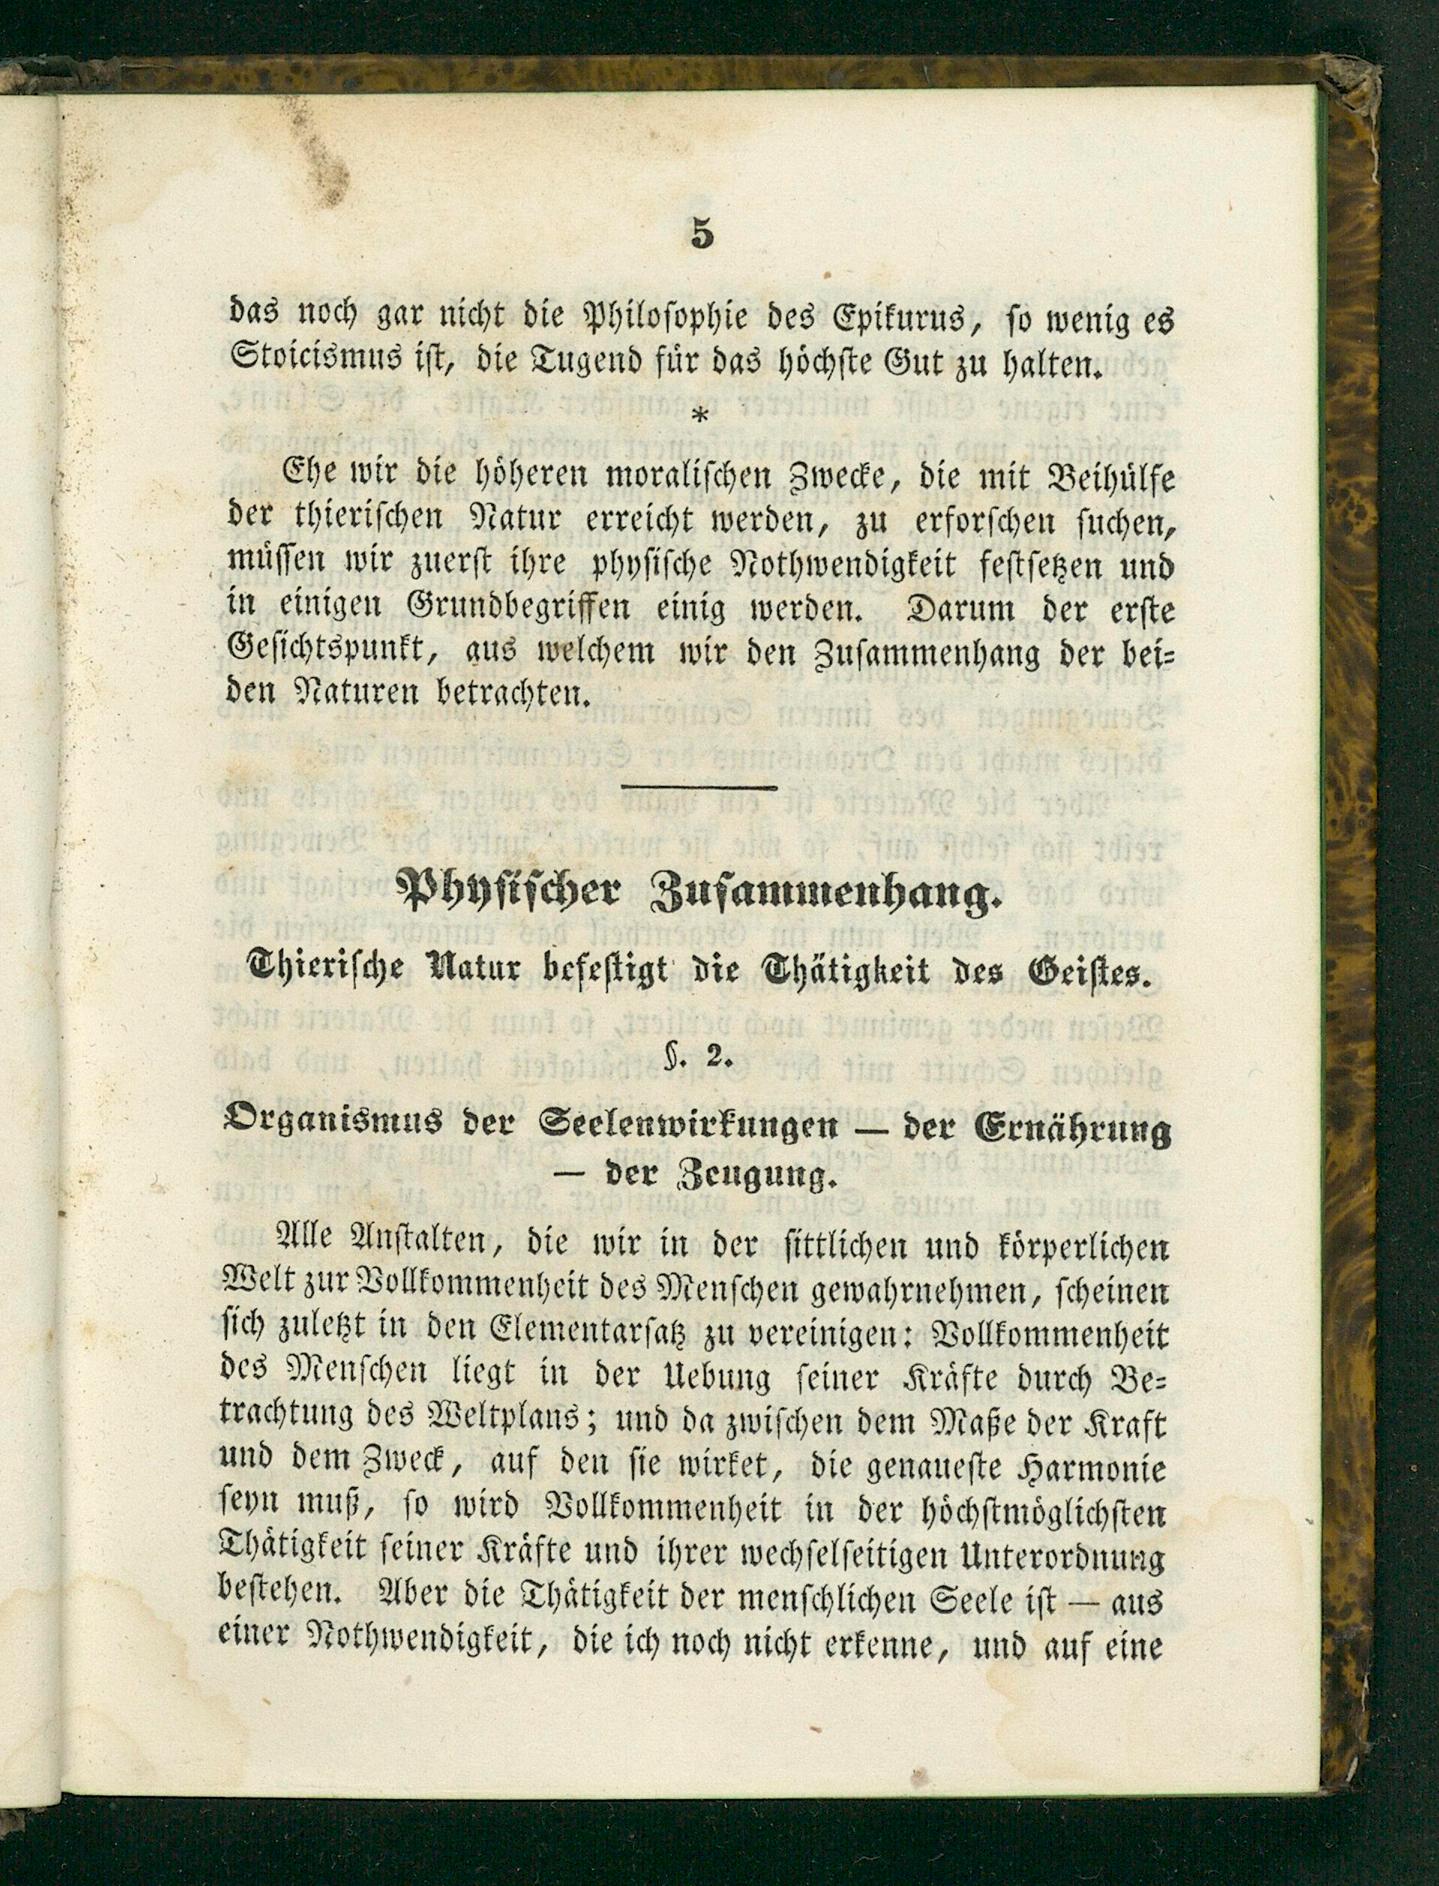 5
das noch gar nicht die Philosophie des Epikurus, so wenig es
Stoicismus ist, die Tugend für das höchste Gut zu halten.
*
Ehe wir die höheren moralischen Zwecke, die mit Beihülfe
der thierischen Natur erreicht werden, zu erforschen suchen,
müssen wir zuerst ihre physische Nothwendigkeit festsetzen und
in einigen Grundbegriffen einig werden. Darum der erste
Gesichtspunkt, aus welchem wir den Zusammenhang der bei-
den Naturen betrachten.
Physischer Zusammenhang.
Thierische Natur befestigt die Thätigkeit des Geistes.
§. 2.
Organismus der Seelenwirkungen — der Ernährung
— der Zeugung.
Alle Anstalten, die wir in der sittlichen und körperlichen
Welt zur Vollkommenheit des Menschen gewahrnehmen, scheinen
sich zuletzt in den Elementarsatz zu vereinigen: Vollkommenheit
des Menschen liegt in der Uebung seiner Kräfte durch Be-
trachtung des Weltplans; und da zwischen dem Maße der Kraft
und dem Zweck, auf den sie wirket, die genaueste Harmonie
seyn muß, so wird Vollkommenheit in der höchstmöglichsten
Thätigkeit seiner Kräfte und ihrer wechselseitigen Unterordnung
bestehen. Aber die Thätigkeit der menschlichen Seele ist — aus
einer Nothwendigkeit, die ich noch nicht erkenne, und auf eine